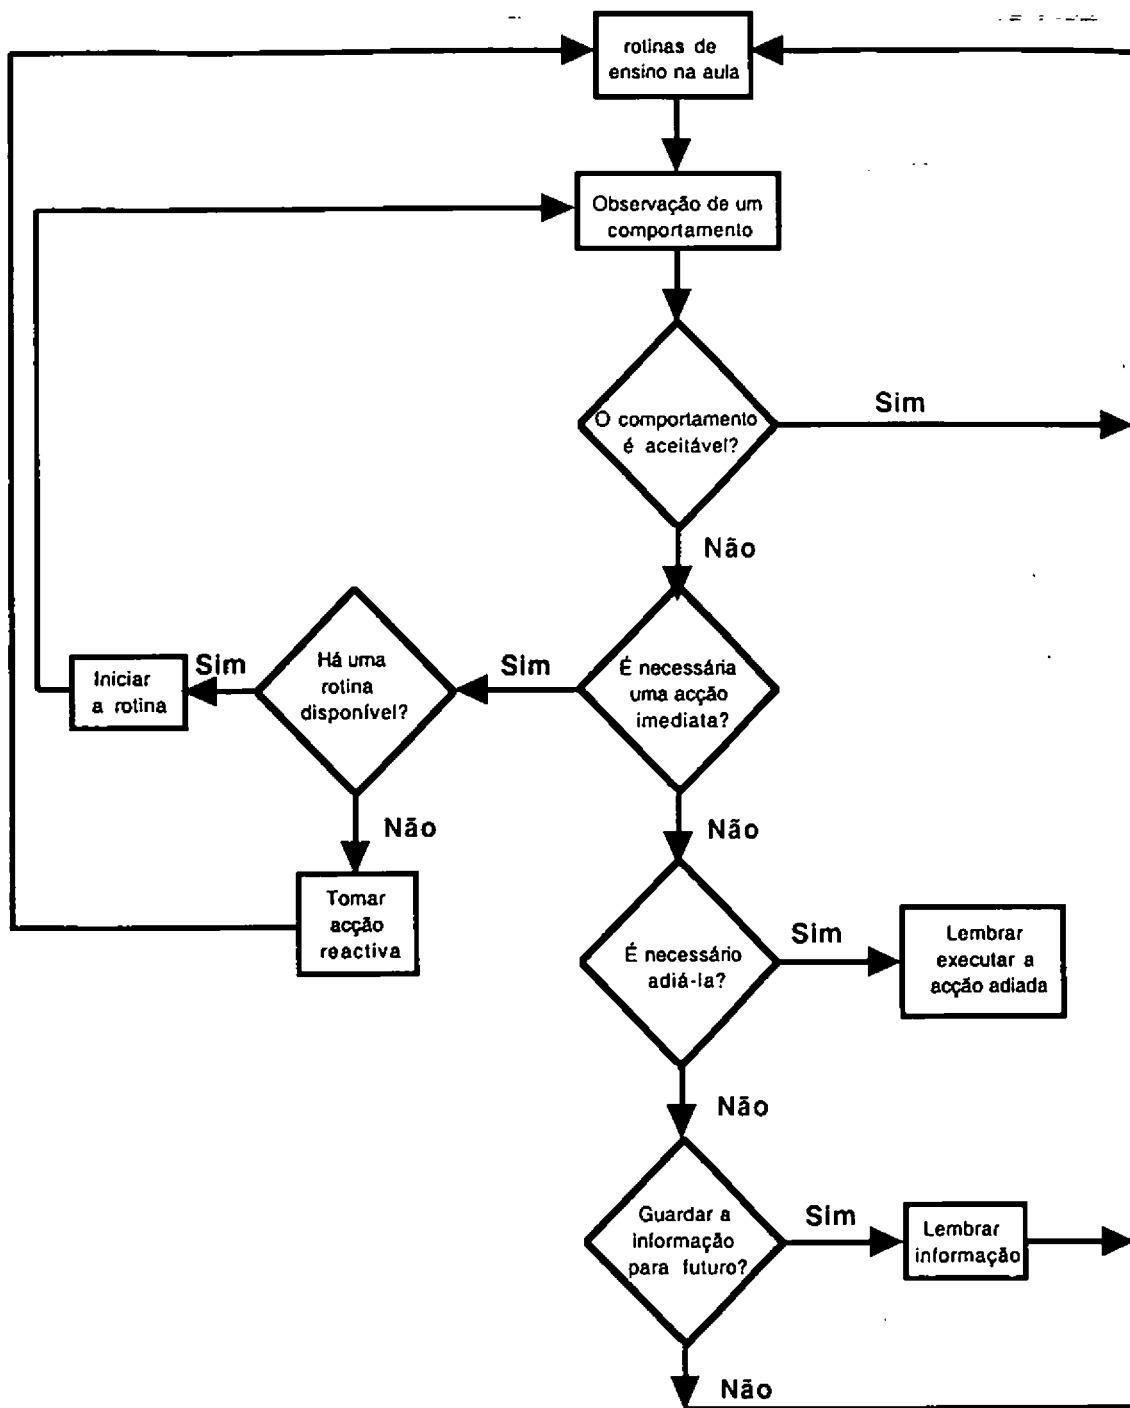 rotinas de
ensino na aula
Observação de um
comportamento
O comportamento
é aceitável?
Sim
Não
É necessária
uma acção
imediata?
Sim
Há uma
rotina
disponível?
Sim
Iniciar
a rotina
Não
Tomar
acção
reactiva
Não
É necessário
adiá-la?
Sim
Lembrar
executar a
acção adiada
Não
Guardar a
informação
para futuro?
Sim
Lembrar
informação
Não